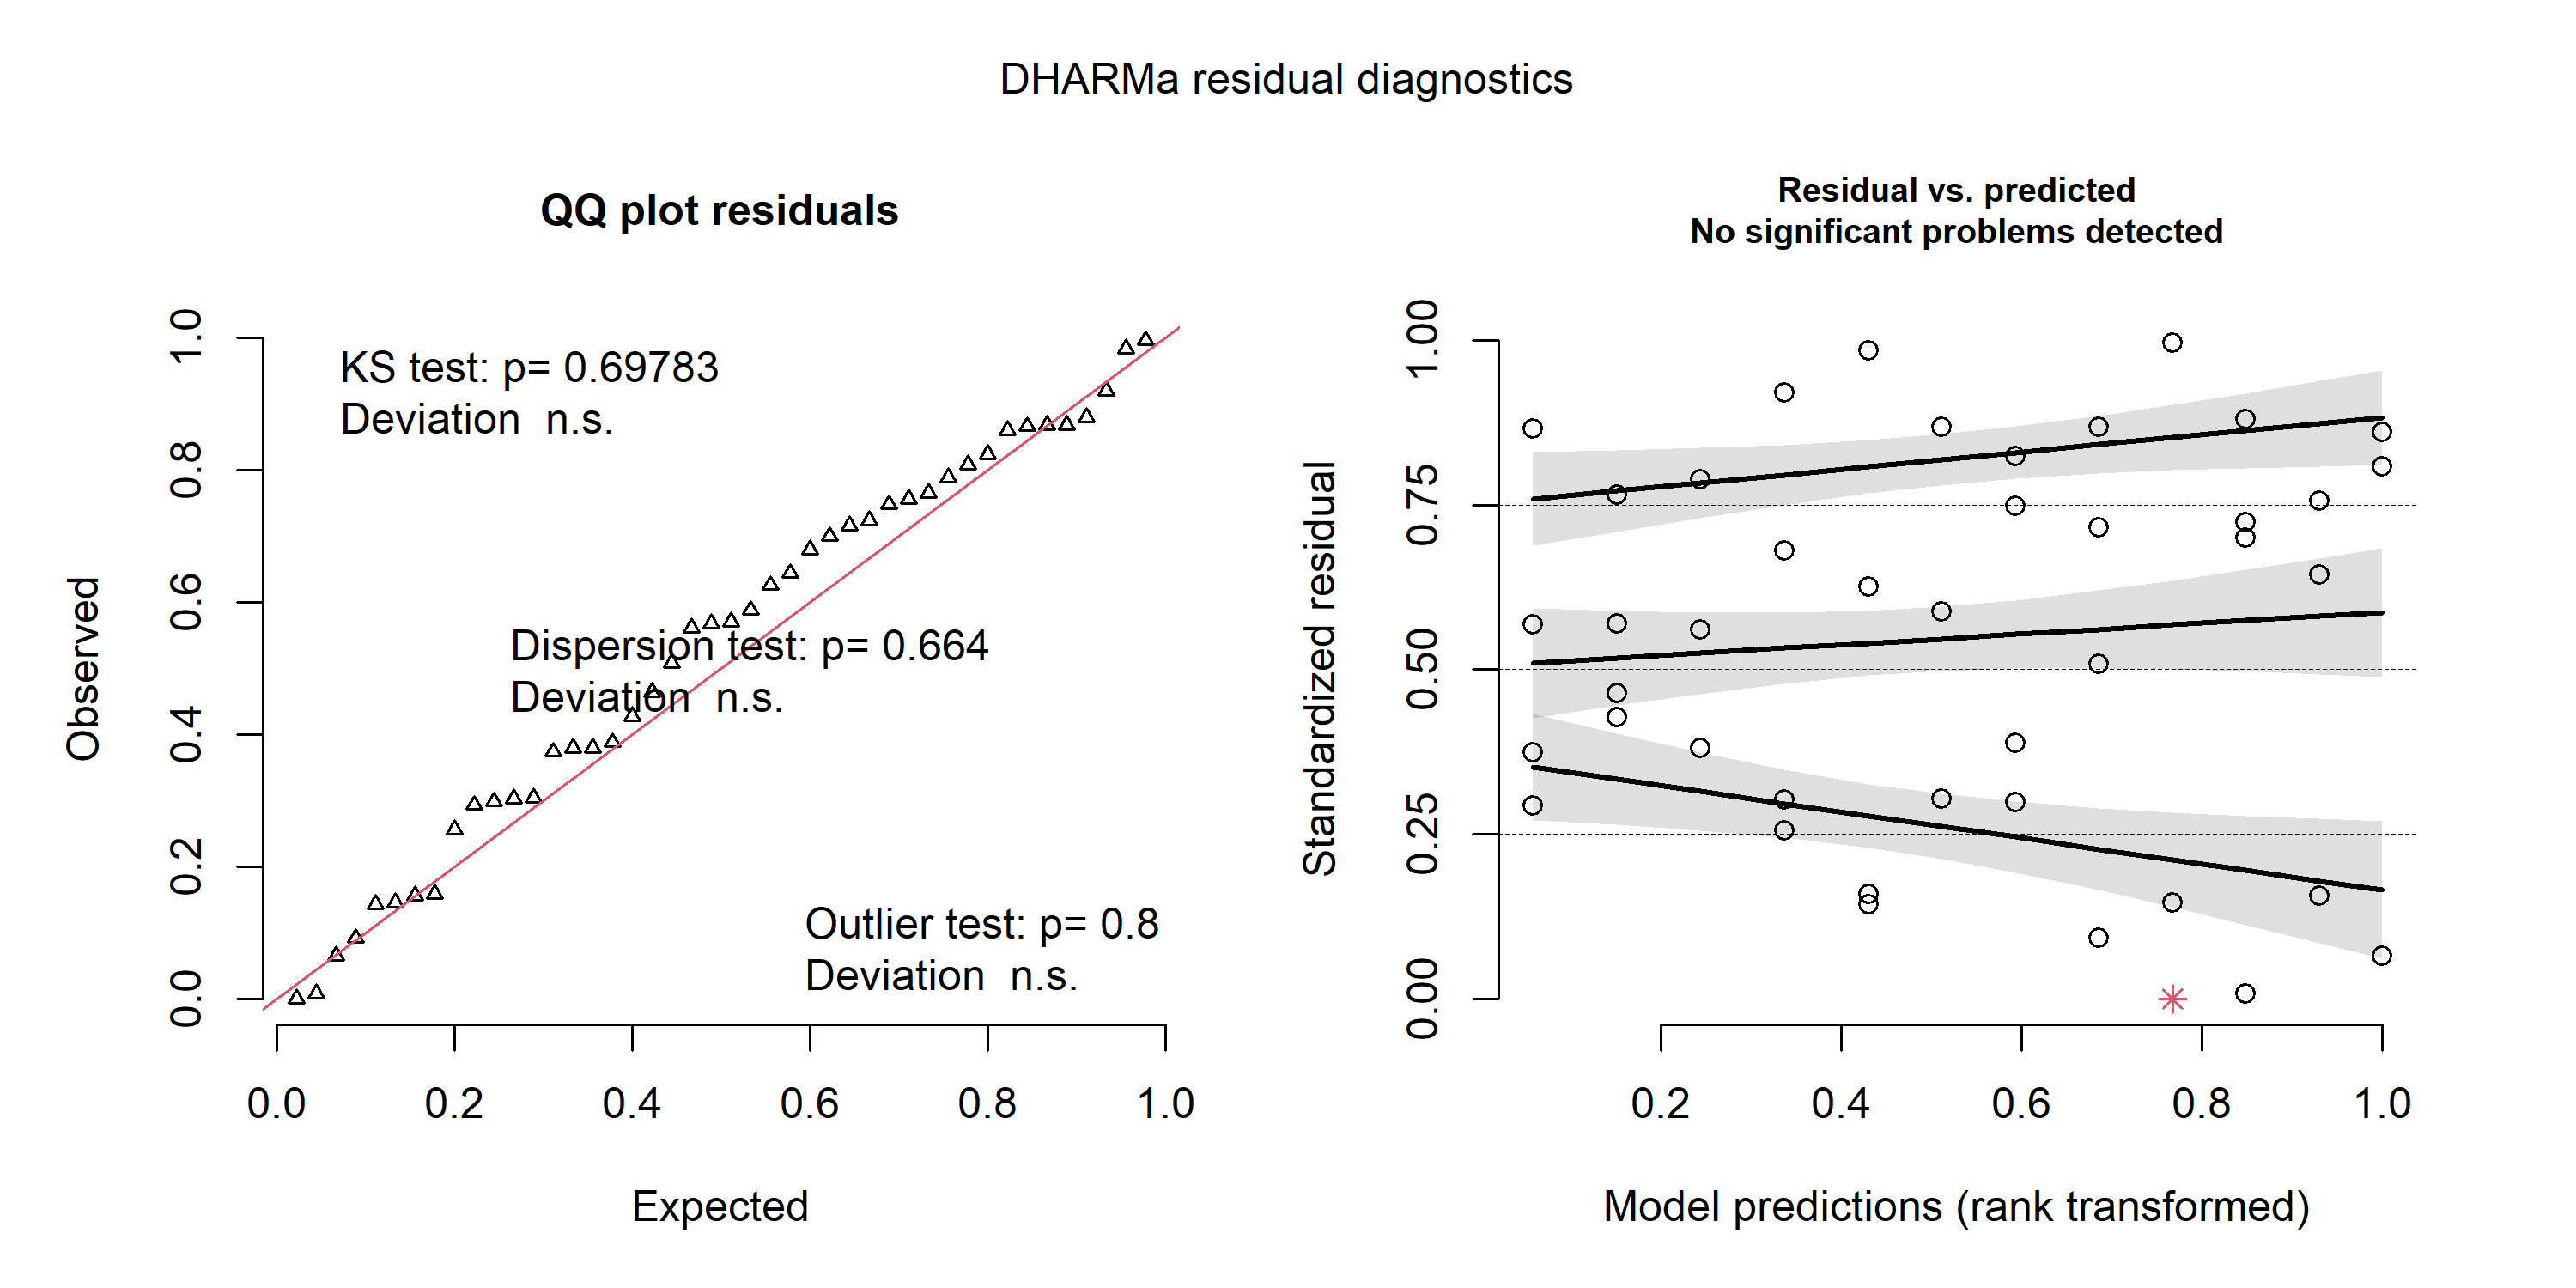 DHARMa residual diagnostics
QQ plot residuals
KS test: p= 0.69783
Deviation  n.s.
Dispersion test: p= 0.664
Deviation  n.s.
Outlier test: p= 0.8
Deviation  n.s.
Observed
0.0 0.2 0.4 0.6 0.8 1.0
0.0 0.2 0.4 0.6 0.8 1.0
Expected
Residual vs. predicted
No significant problems detected
Standardized residual
0.00 0.25 0.50 0.75 1.00
0.2 0.4 0.6 0.8 1.0
Model predictions (rank transformed)